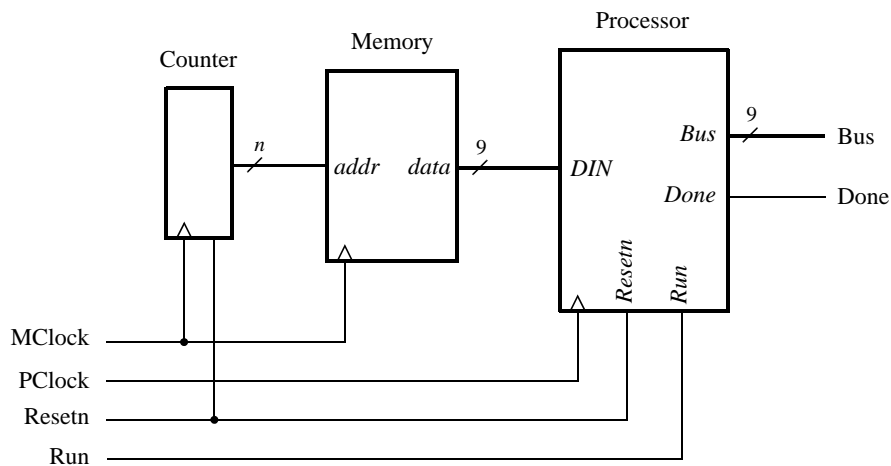 Processor
Memory
Counter
9
Bus
Bus
n
9
addr
data
DIN
Done
Done
Resetn
Run
MClock
PClock
Resetn
Run